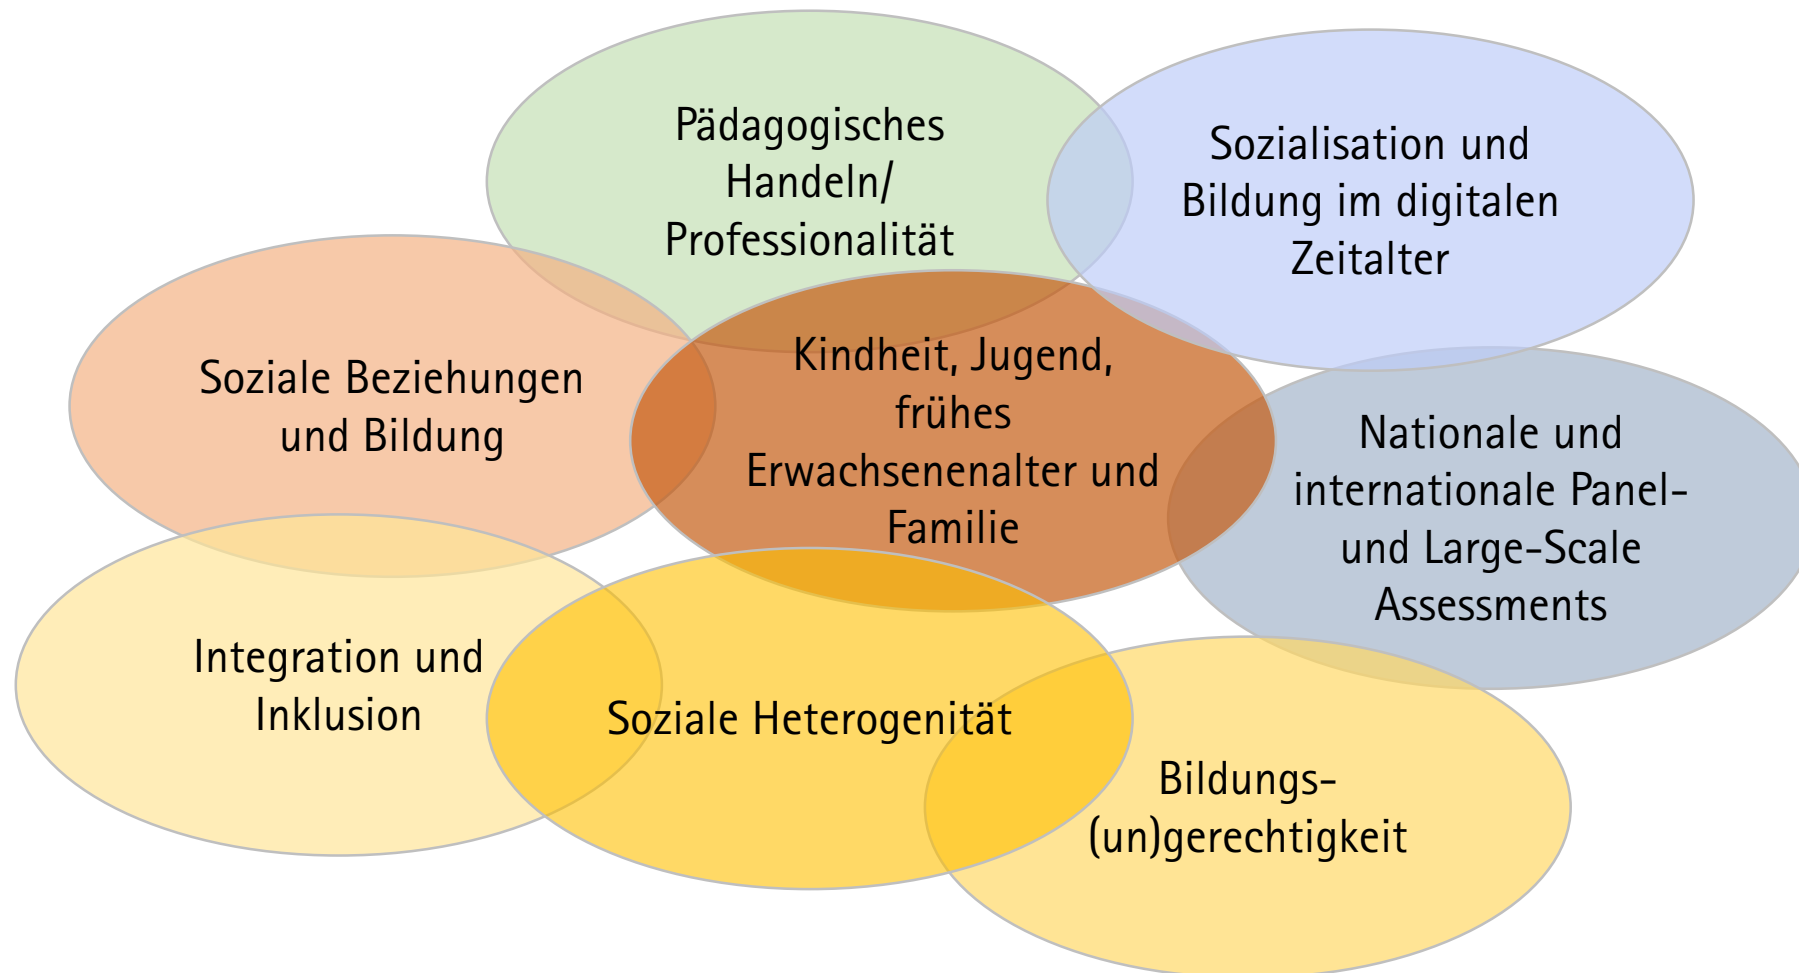 Pädagogisches
Handeln/
Professionalität
Sozialisation und
Bildung im digitalen
Zeitalter
Soziale Beziehungen
und Bildung
Kindheit, Jugend,
frühes
Erwachsenenalter und
Familie
Nationale und
internationale Panel-
und Large-Scale
Assessments
Integration und
Inklusion
Soziale Heterogenität
Bildungs-
(un)gerechtigkeit